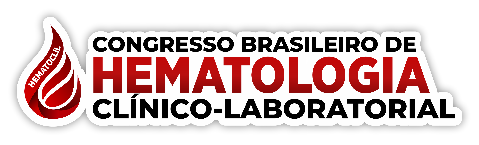 HEMATOCLIL
CONGRESSO BRASILEIRO DE
HEMATOLOGIA
CLÍNICO-LABORATORIAL